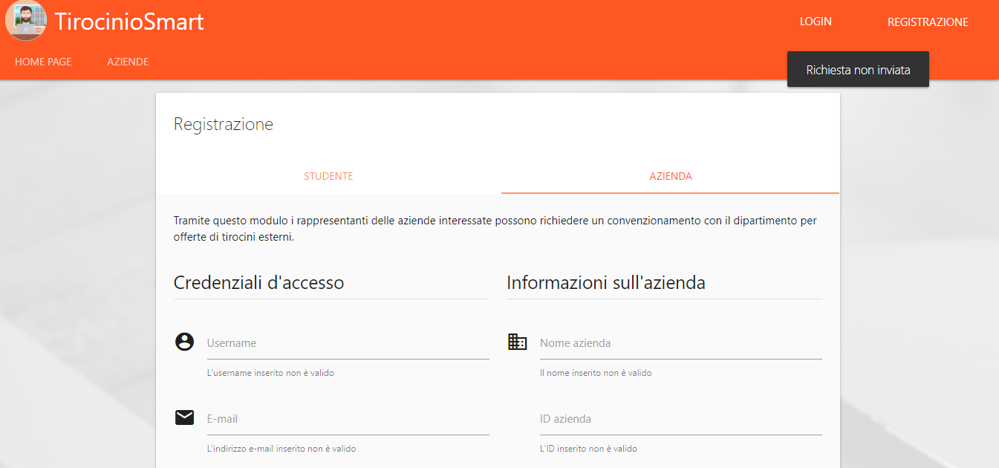 TirocinioSmart
LOGIN
REGISTRAZIONE
HOME PAGE
AZIENDE
Richiesta non inviata
Registrazione
STUDENTE
AZIENDA
Tramite questo modulo i rappresentanti delle aziende interessate possono richiedere un convenzionamento con il dipartimento per
offerte di tirocini esterni.
Credenziali d'accesso
Informazioni sull'azienda
Username
Nome azienda
L'username inserito non è valido
Il nome inserito non è valido
E-mail
ID azienda
L'indirizzo e-mail inserito non è valido
L'ID inserito non è valido